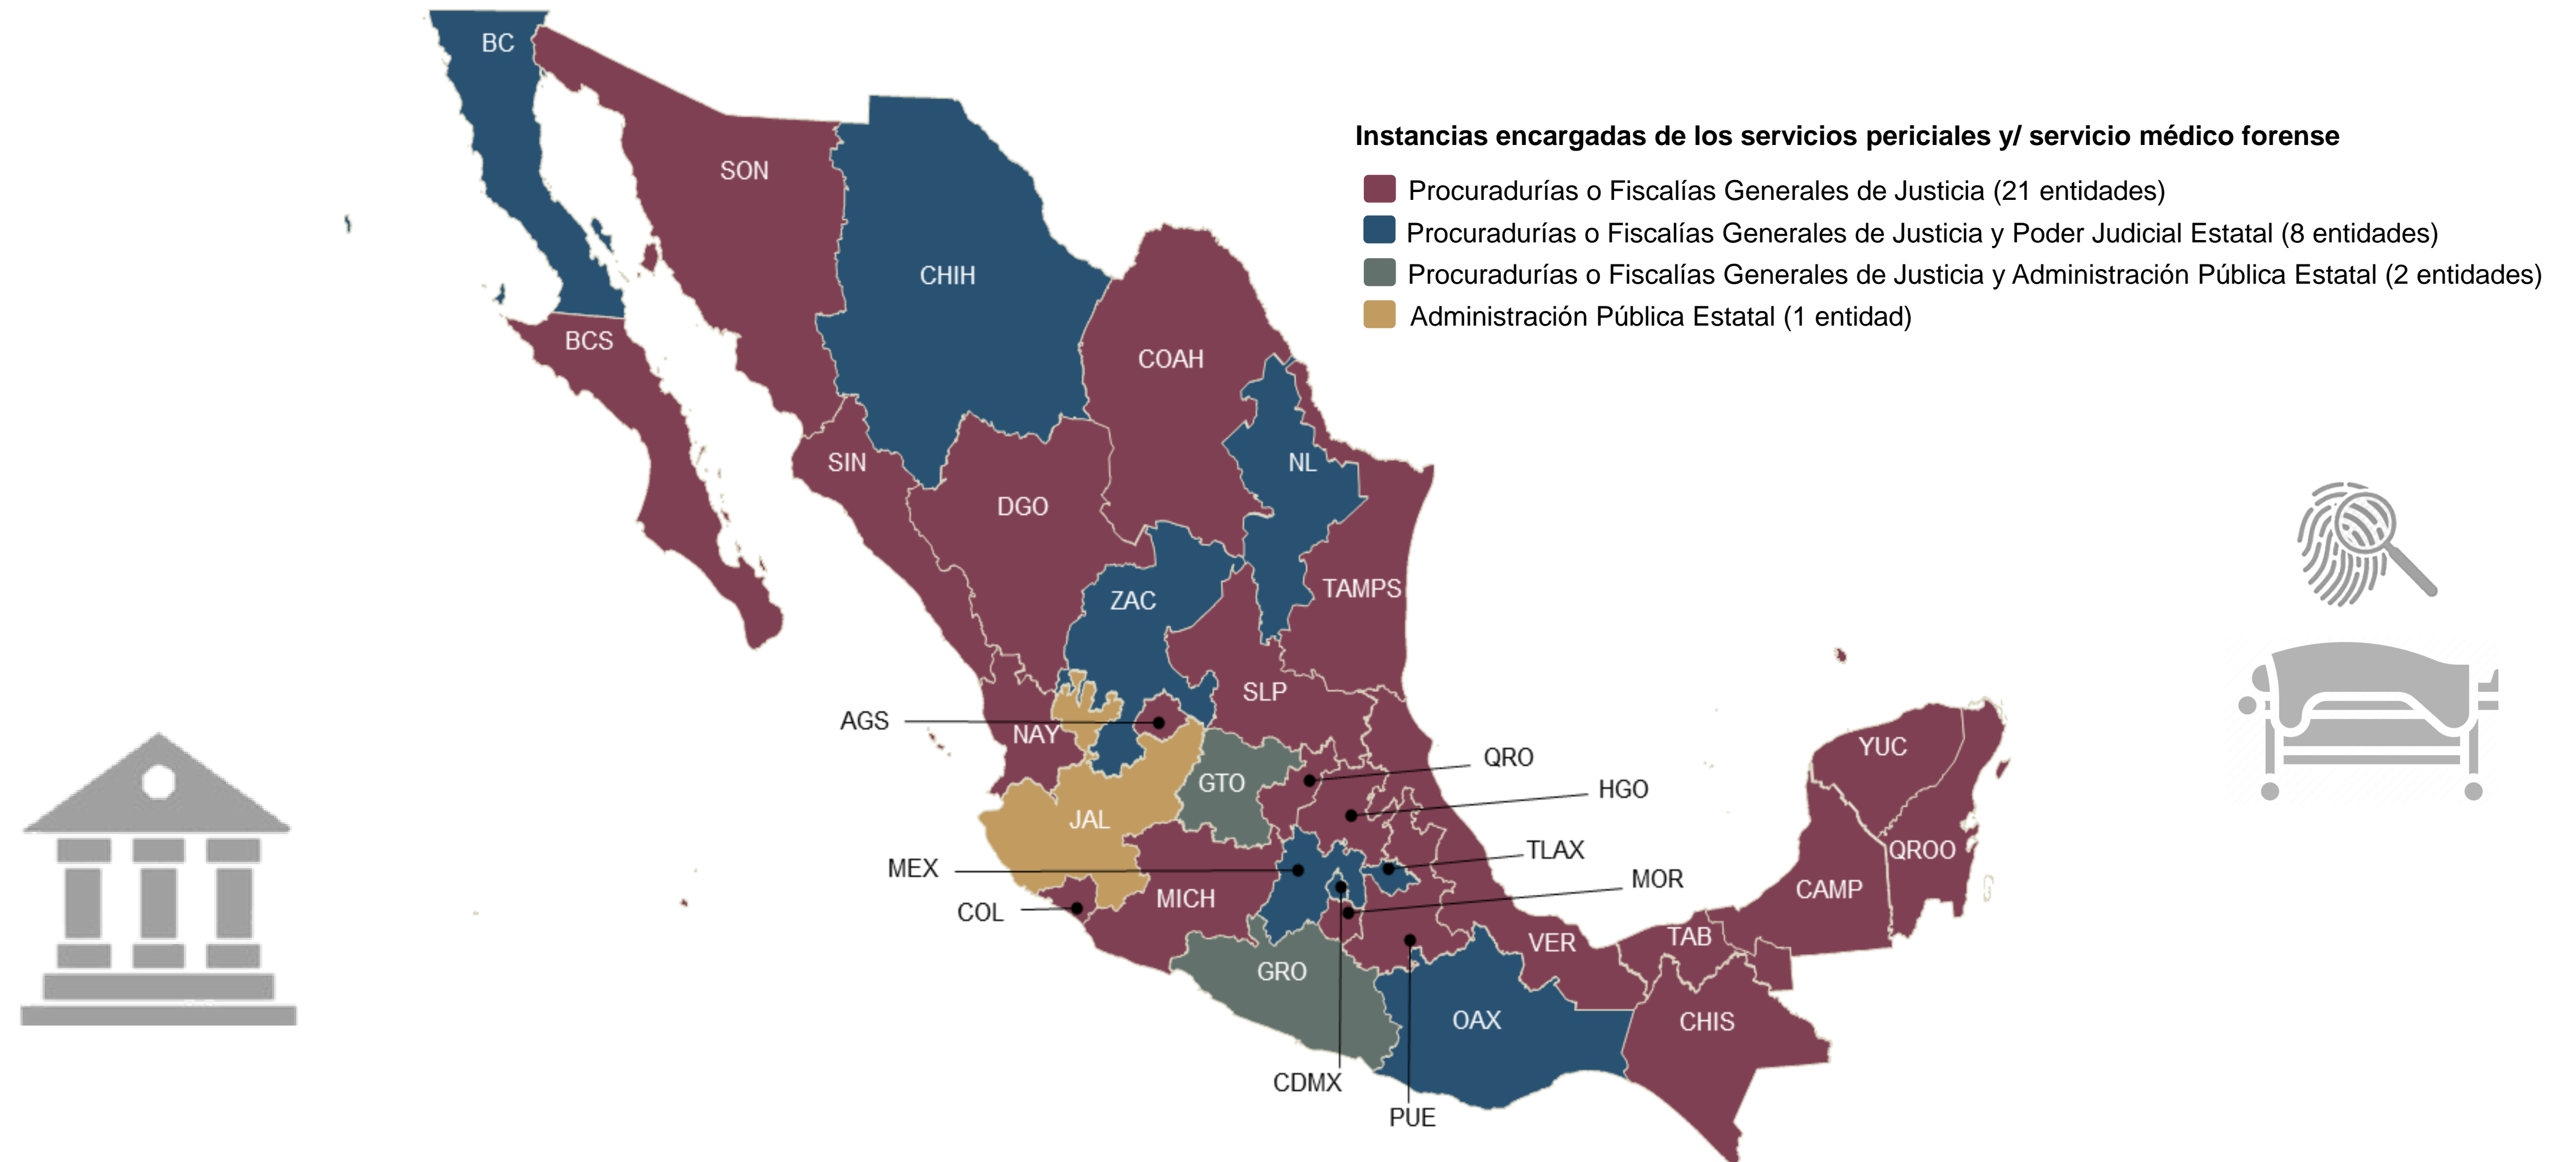 BC
Instancias encargadas de los servicios periciales y/ servicio médico forense
SON
Procuradurías o Fiscalías Generales de Justicia (21 entidades)
Procuradurías o Fiscalías Generales de Justicia y Poder Judicial Estatal (8 entidades)
CHIH
Procuradurías o Fiscalías Generales de Justicia y Administración Pública Estatal (2 entidades)
Administración Pública Estatal (1 entidad)
BCS
COAH
SIN
NL
DGO
TAMPS
ZAC
SLP
AGS
NAY
YUC
QRO
GTO
HGO
JAL
TLAX
QROO
MEX
MOR
CAMP
MICH
COL
VER
TAB
GRO
OAX
CHIS
CDMX
PUE